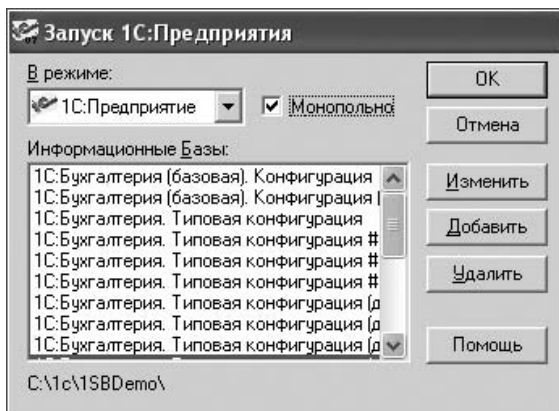 Запуск 1С:Предприятия
В режиме:
1С:Предприятие
Монопольно
OK
Отмена
Информационные Базы:
1С:Бухгалтерия (базовая). Конфигурация
1С:Бухгалтерия (базовая). Конфигурация
1С:Бухгалтерия. Типовая конфигурация
1С:Бухгалтерия. Типовая конфигурация #
1С:Бухгалтерия. Типовая конфигурация #
1С:Бухгалтерия. Типовая конфигурация #
1С:Бухгалтерия. Типовая конфигурация (д
1С:Бухгалтерия. Типовая конфигурация (д
1С:Бухгалтерия. Типовая конфигурация (д
Изменить
Добавить
Удалить
Помощь
C:\1c\1SBDemo\